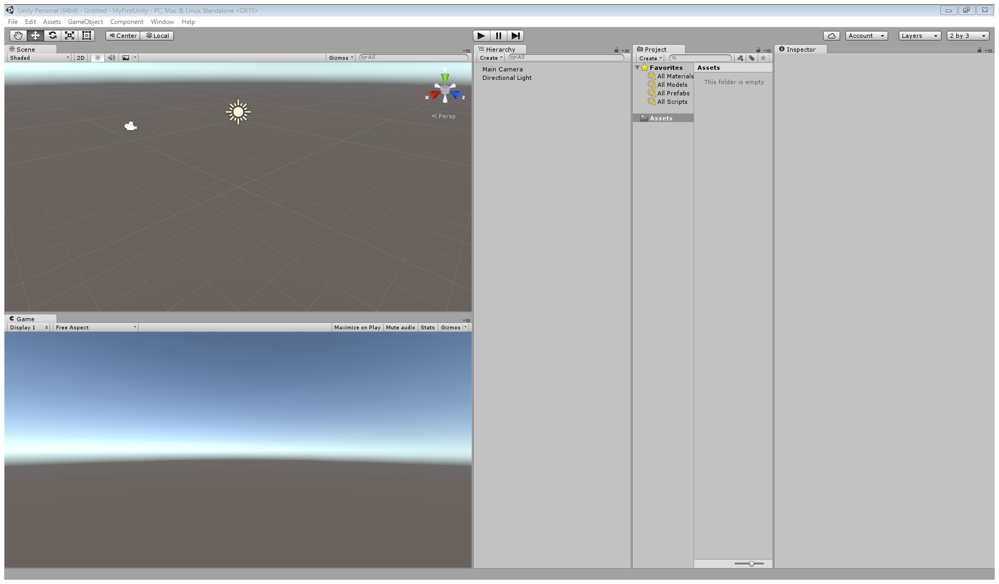 Unity Personal (64bit) - Untitled - MyFirstUnity - PC, Mac & Linux Standalone <DX11>
File Edit Assets GameObject Component Window Help
Center Local
Account Layers 2 by 3
Scene
Shaded 2D Gizmos All
y
x z
Persp
Game
Display 1 Free Aspect Maximize on Play Mute audio Stats Gizmos
Hierarchy
Create All
Main Camera
Directional Light
Project
Create
Favorites
All Materials
All Models
All Prefabs
All Scripts
Assets
Assets
This folder is empty
Inspector